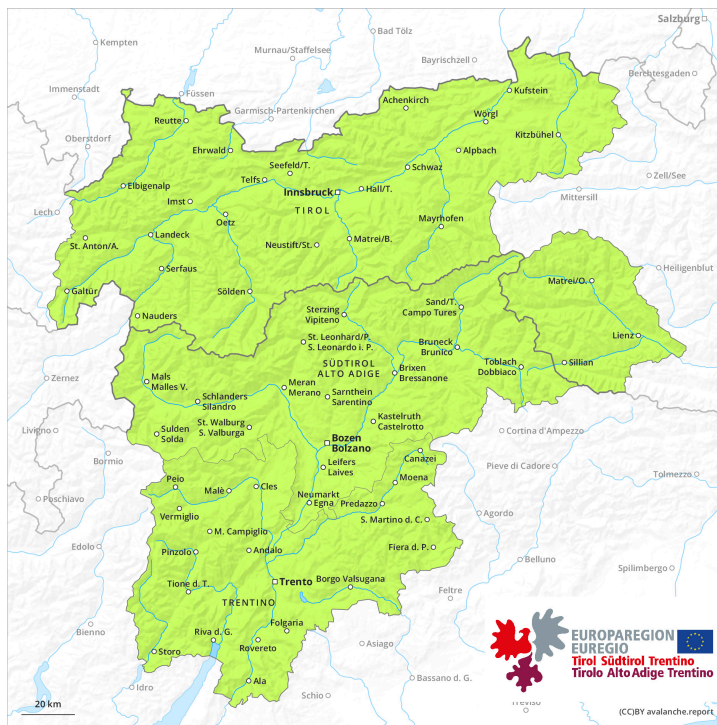 Salzburg
Kempten
Bad Tölz
Murnau/Staffelsee
Bayrischzell
Berchtesgaden
Immenstadt
Füssen
Garmisch-Partenkirchen
Achenkirch
Kufstein
Reutte
Wörgl
Oberstdorf
Ehrwald
Kitzbühel
Alpbach
Seefeld/T.
Schwaz
Telfs
Zell/See
Elbigenalp
Innsbruck
Hall/T.
Mittersill
Imst
TIROL
Lech
Oetz
Mayrhofen
St. Anton/A.
Landeck
Neustift/St.
Matrei/B.
Serfaus
Heiligenblut
Galtür
Sölden
Matrei/O.
Nauders
Sterzing
Vipiteno
Sand/T.
Campo Tures
Lienz
St. Leonhard/P.
S. Leonardo i. P.
Bruneck
Brunico
Toblach
Dobbiaco
Sillian
SÜDTIROL
ALTO ADIGE
Brixen
Bressanone
Zernez
Mals
Malles V.
Meran
Merano
Sarnthein
Sarentino
Schlanders
Silandro
Kastelruth
Castelrotto
Livigno
Sulden
Solda
St. Walburg
S. Valburga
Cortina d'Ampezzo
Bozen
Bolzano
Bormio
Canazei
Pieve di Cadore
Leifers
Laives
Tolmezzo
Peio
Malè
Cles
Moena
Poschiavo
Neumarkt
Egna
Predazzo
Vermiglio
Agordo
S. Martino d. C.
M. Campiglio
Edolo
Pinzolo
Andalo
Fiera d. P.
Belluno
Spilimbergo
Trento
Tione d. T.
Borgo Valsugana
Feltre
TRENTINO
Folgaria
Bienno
Riva d. G.
Rovereto
Asiago
Storo
Bassano d. G.
Ala
Idro
Schio
Treviso
EUROPAREGION
EUREGIO
Tirol Südtirol Trentino
Tirolo Alto Adige Trentino
20 km
(CC)BY avalanche.report